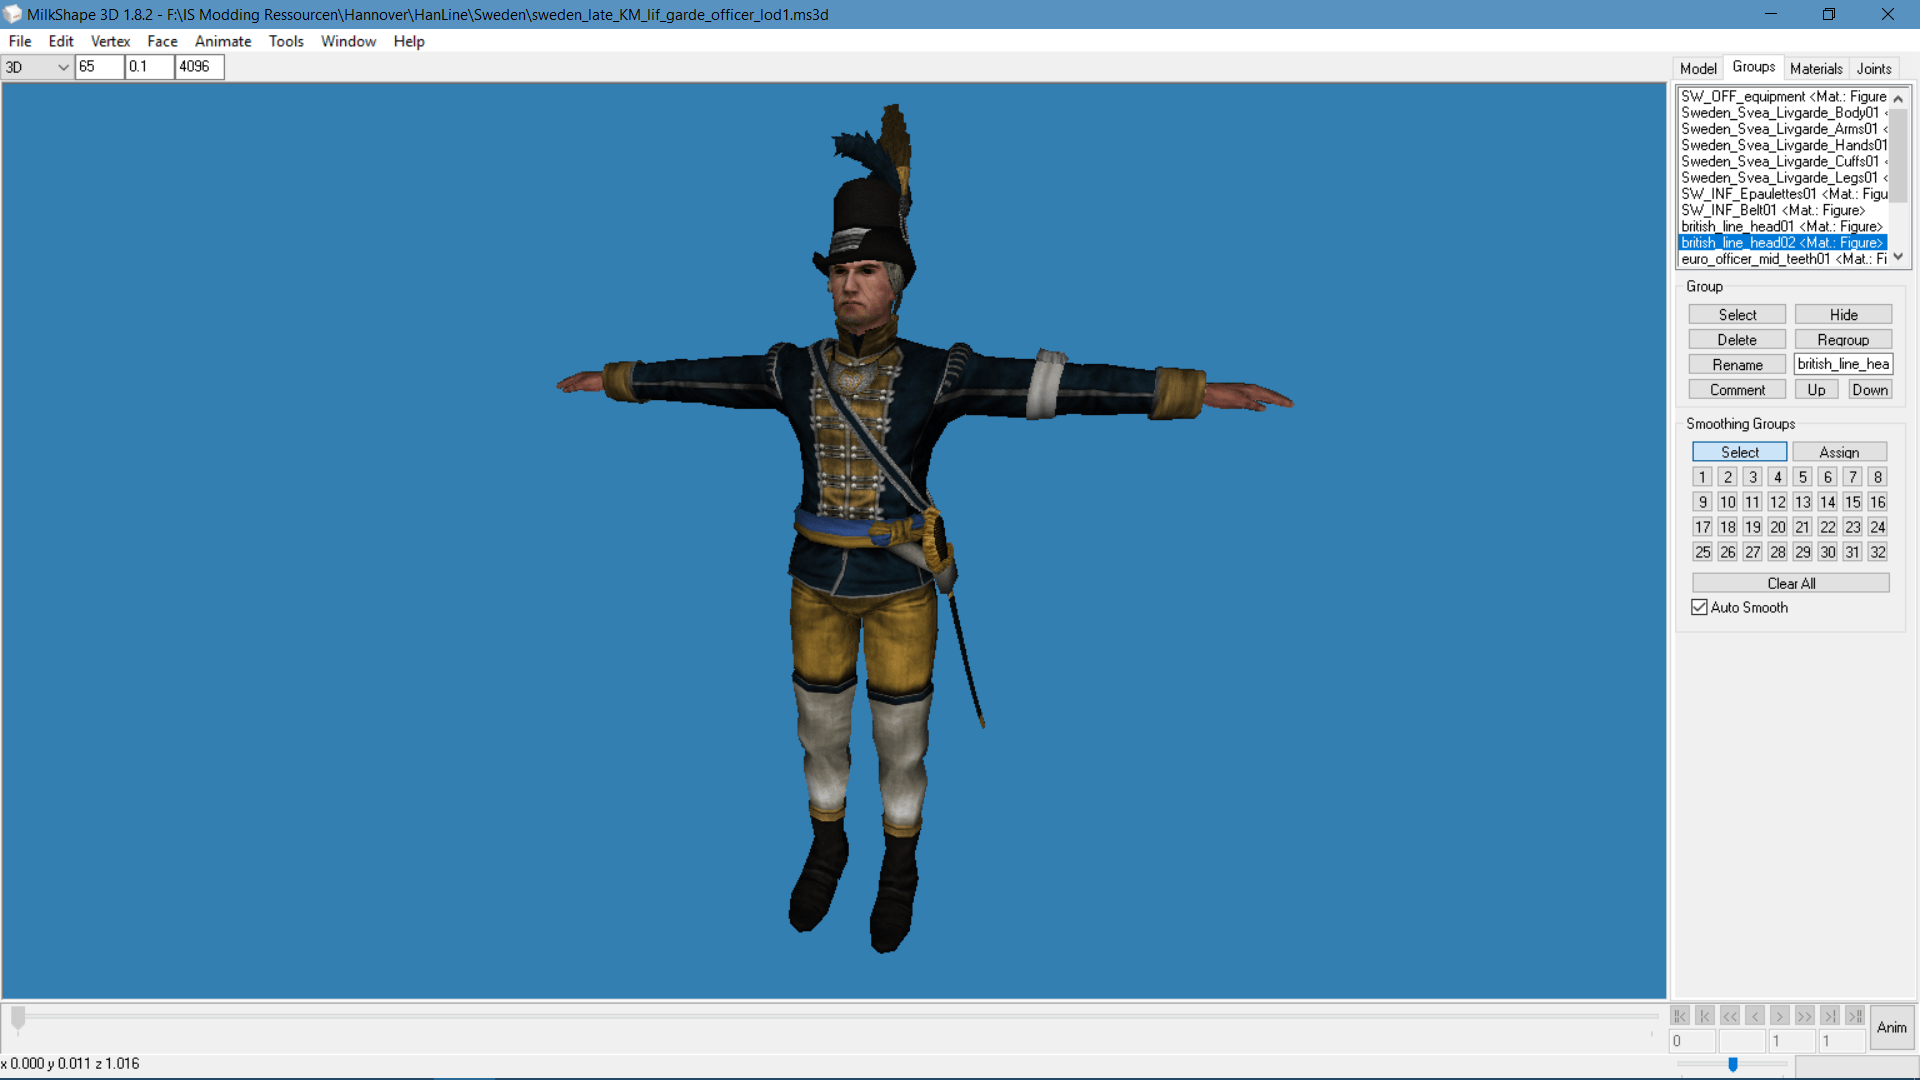 MilkShape 3D 1.8.2 - F:\IS Modding Ressourcen\Hannover\HanLine\Sweden\sweden_late_KM_lif_garde_officer_lod1.ms3d
File Edit Vertex Face Animate Tools Window Help
3D 65 0.1 4096
Model Groups Materials Joints
SW_OFF_equipment <Mat.: Figure
Sweden_Svea_Livgarde_Body01 <
Sweden_Svea_Livgarde_Arms01 <
Sweden_Svea_Livgarde_Hands01
Sweden_Svea_Livgarde_Cuffs01 <
Sweden_Svea_Livgarde_Legs01 <
SW_INF_Epaulettes01 <Mat.: Figu
SW_INF_Belt01 <Mat.: Figure>
british_line_head01 <Mat.: Figure>
british_line_head02 <Mat.: Figure>
euro_officer_mid_teeth01 <Mat.: Fi
Group
Select Hide
Delete Regroup
Rename british_line_hea
Comment Up Down
Smoothing Groups
Select Assign
1 2 3 4 5 6 7 8
9 10 11 12 13 14 15 16
17 18 19 20 21 22 23 24
25 26 27 28 29 30 31 32
Clear All
Auto Smooth
Anim
0 1 1
x 0.000 y 0.011 z 1.016